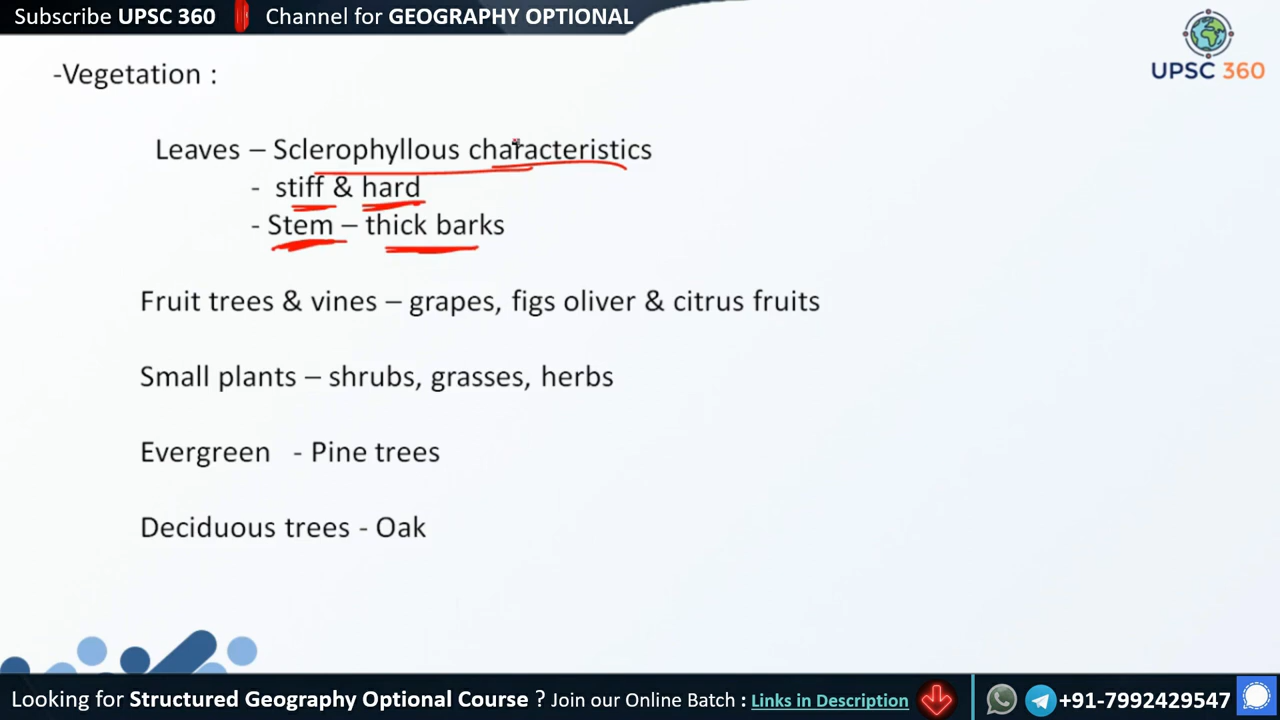 Subscribe UPSC 360 Channel for GEOGRAPHY OPTIONAL
UPSC 360
-Vegetation :
Leaves – Sclerophyllous characteristics
- stiff & hard
- Stem – thick barks
Fruit trees & vines – grapes, figs oliver & citrus fruits
Small plants – shrubs, grasses, herbs
Evergreen - Pine trees
Deciduous trees - Oak
Looking for Structured Geography Optional Course ? Join our Online Batch : Links in Description +91-7992429547